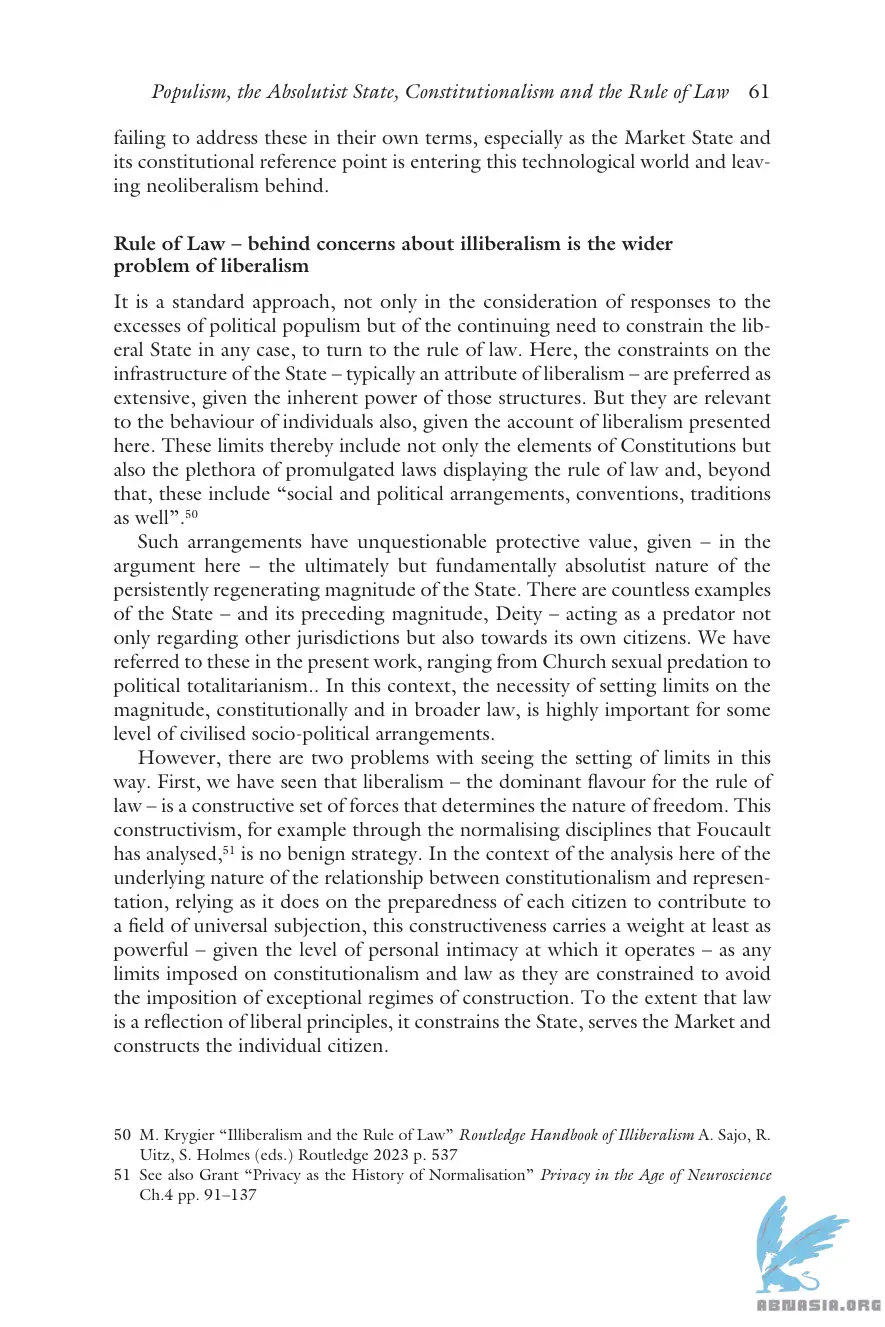 Populism, the Absolutist State, Constitutionalism and the Rule of Law 61
failing to address these in their own terms, especially as the Market State and
its constitutional reference point is entering this technological world and leav-
ing neoliberalism behind.
Rule of Law – behind concerns about illiberalism is the wider
problem of liberalism
It is a standard approach, not only in the consideration of responses to the
excesses of political populism but of the continuing need to constrain the lib-
eral State in any case, to turn to the rule of law. Here, the constraints on the
infrastructure of the State – typically an attribute of liberalism – are preferred as
extensive, given the inherent power of those structures. But they are relevant
to the behaviour of individuals also, given the account of liberalism presented
here. These limits thereby include not only the elements of Constitutions but
also the plethora of promulgated laws displaying the rule of law and, beyond
that, these include “social and political arrangements, conventions, traditions
as well”.50
Such arrangements have unquestionable protective value, given – in the
argument here – the ultimately but fundamentally absolutist nature of the
persistently regenerating magnitude of the State. There are countless examples
of the State – and its preceding magnitude, Deity – acting as a predator not
only regarding other jurisdictions but also towards its own citizens. We have
referred to these in the present work, ranging from Church sexual predation to
political totalitarianism.. In this context, the necessity of setting limits on the
magnitude, constitutionally and in broader law, is highly important for some
level of civilised socio-political arrangements.
However, there are two problems with seeing the setting of limits in this
way. First, we have seen that liberalism – the dominant flavour for the rule of
law – is a constructive set of forces that determines the nature of freedom. This
constructivism, for example through the normalising disciplines that Foucault
has analysed,51 is no benign strategy. In the context of the analysis here of the
underlying nature of the relationship between constitutionalism and represen-
tation, relying as it does on the preparedness of each citizen to contribute to
a field of universal subjection, this constructiveness carries a weight at least as
powerful – given the level of personal intimacy at which it operates – as any
limits imposed on constitutionalism and law as they are constrained to avoid
the imposition of exceptional regimes of construction. To the extent that law
is a reflection of liberal principles, it constrains the State, serves the Market and
constructs the individual citizen.
50 M. Krygier “Illiberalism and the Rule of Law” Routledge Handbook of Illiberalism A. Sajo, R.
Uitz, S. Holmes (eds.) Routledge 2023 p. 537
51 See also Grant “Privacy as the History of Normalisation” Privacy in the Age of Neuroscience
Ch.4 pp. 91–137
ABNASIA.ORG